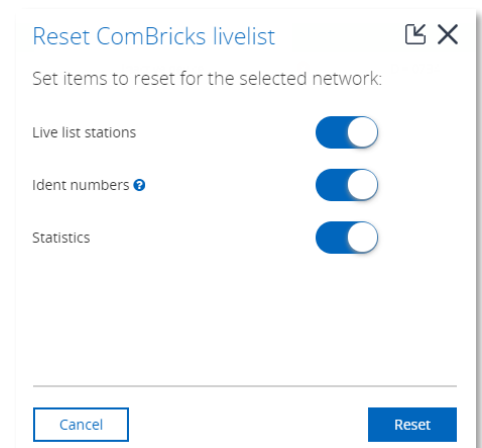 Reset ComBricks livelist
Set items to reset for the selected network:
Live list stations
Ident numbers ?
Statistics
Cancel
Reset